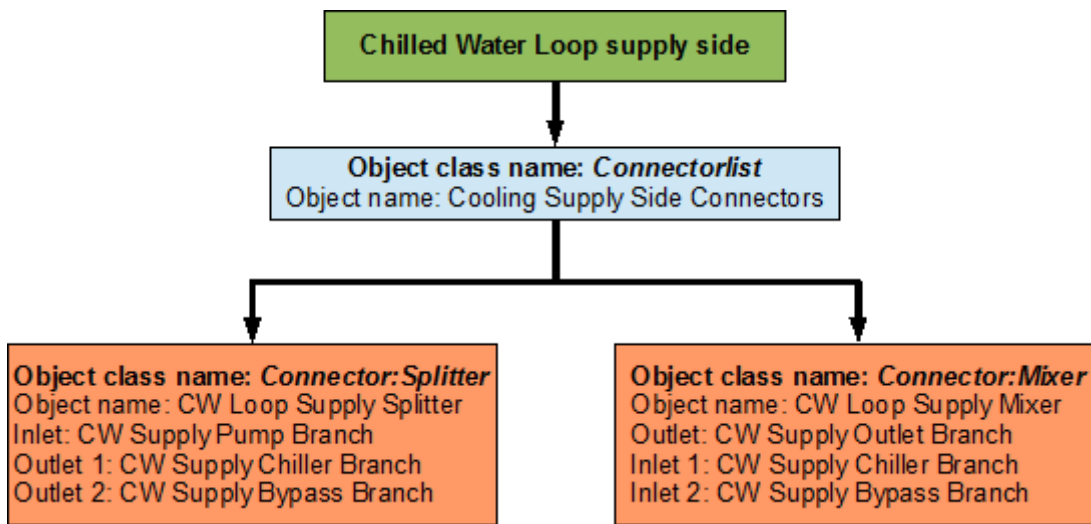 Chilled Water Loop supply side
Object class name: Connectorlist
Object name: Cooling Supply Side Connectors
Object class name: Connector:Splitter
Object name: CW Loop Supply Splitter
Inlet: CW Supply Pump Branch
Outlet 1: CW Supply Chiller Branch
Outlet 2: CW Supply Bypass Branch
Object class name: Connector:Mixer
Object name: CW Loop Supply Mixer
Outlet: CW Supply Outlet Branch
Inlet 1: CW Supply Chiller Branch
Inlet 2: CW Supply Bypass Branch